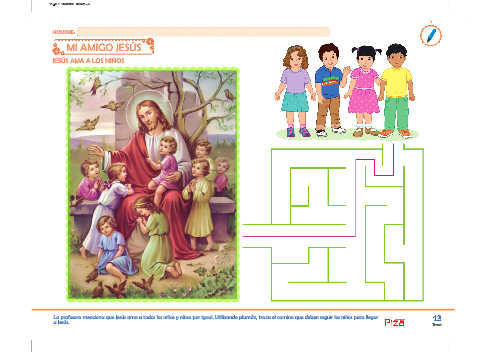 NOMBRE:
MI AMIGO JESÚS
JESÚS AMA A LOS NIÑOS
La profesora menciona que Jesús ama a todos los niños y niñas por igual. Utilizando plumón, traza el camino que deben seguir los niños para llegar
a Jesús.
13